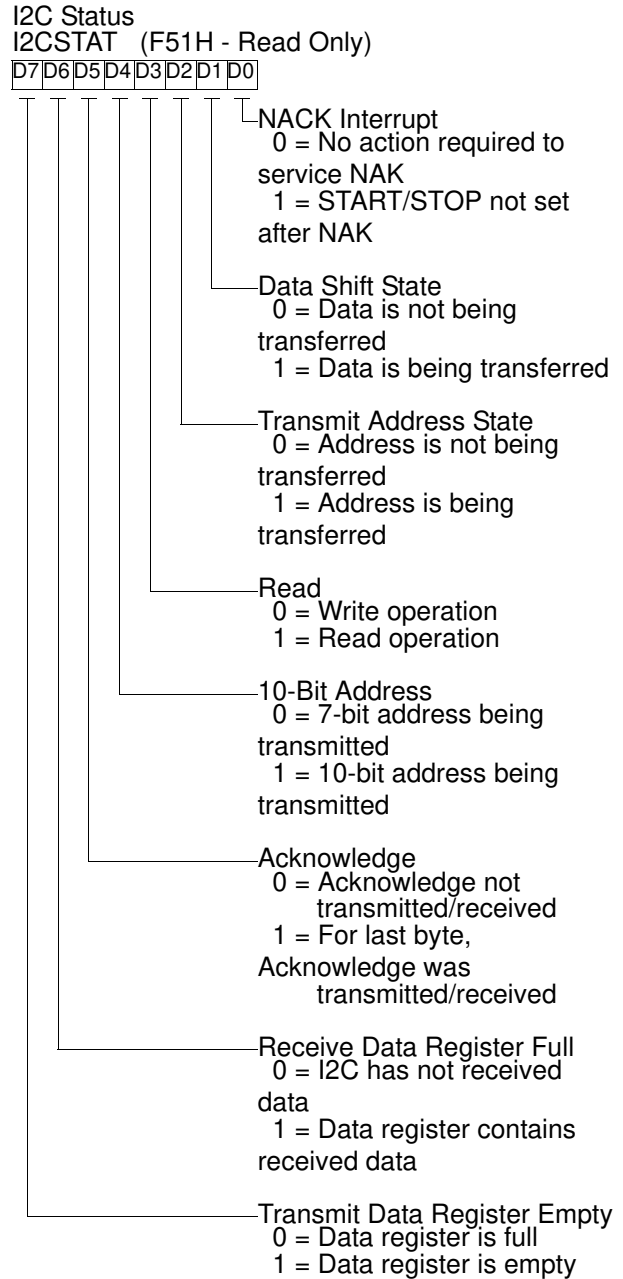 I2C Status
I2CSTAT (F51H - Read Only)
D7 D6 D5 D4 D3 D2 D1 D0
NACK Interrupt
0 = No action required to
service NAK
1 = START/STOP not set
after NAK
Data Shift State
0 = Data is not being
transferred
1 = Data is being transferred
Transmit Address State
0 = Address is not being
transferred
1 = Address is being
transferred
Read
0 = Write operation
1 = Read operation
10-Bit Address
0 = 7-bit address being
transmitted
1 = 10-bit address being
transmitted
Acknowledge
0 = Acknowledge not
transmitted/received
1 = For last byte,
Acknowledge was
transmitted/received
Receive Data Register Full
0 = I2C has not received
data
1 = Data register contains
received data
Transmit Data Register Empty
0 = Data register is full
1 = Data register is empty